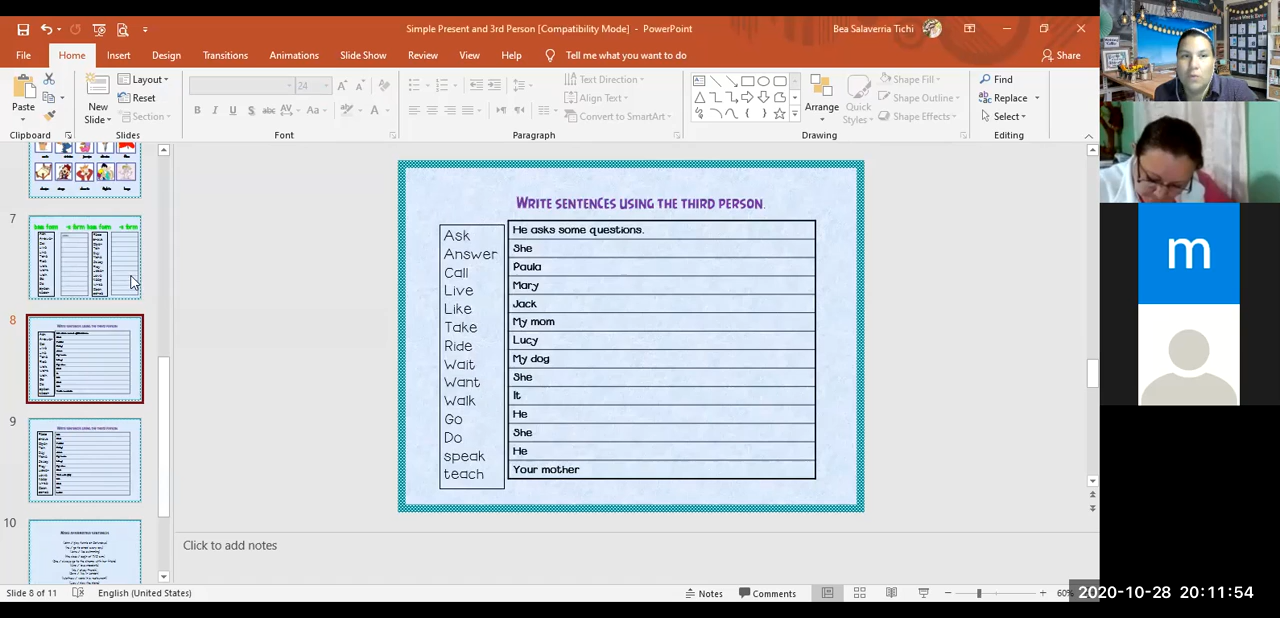 Simple Present and 3rd Person [Compatibility Mode] - PowerPoint
Bea Salaverria Tichi
File Home Insert Design Transitions Animations Slide Show Review View Help Tell me what you want to do Share
Paste
Clipboard
New Slide
Layout
Reset
Section
Slides
24
B I U S abc AV Aa A
Font
Text Direction
Align Text
Convert to SmartArt
Paragraph
Arrange
Quick Styles
Shape Fill
Shape Outline
Shape Effects
Drawing
Find
Replace
Select
Editing
7
8
9
10
WRITE SENTENCES USING THE THIRD PERSON.
Ask
Answer
Call
Live
Like
Take
Ride
Wait
Want
Walk
Go
Do
speak
teach
He asks some questions.
She
Paula
Mary
Jack
My mom
Lucy
My dog
She
It
He
She
He
Your mother
Click to add notes
m
Slide 8 of 11 English (United States) Notes Comments 60%
2020-10-28 20:11:54